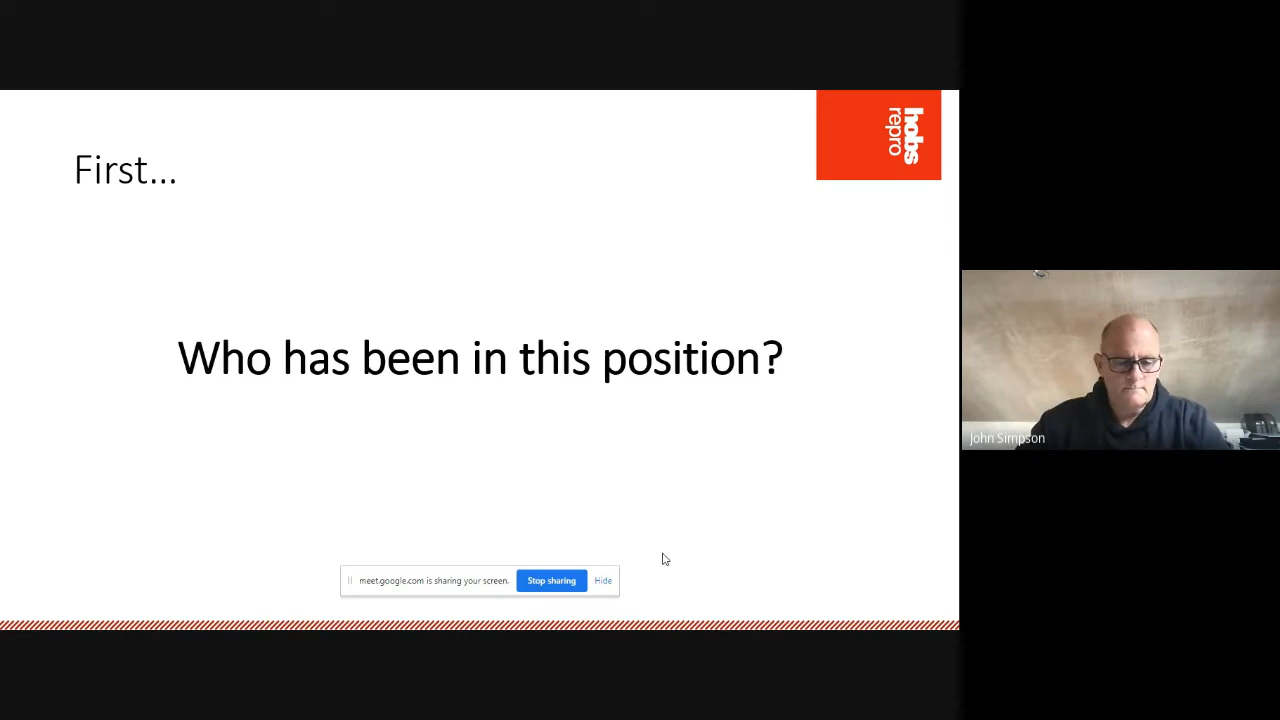 hobs
repro
First...
Who has been in this position?
meet.google.com is sharing your screen.
Stop sharing
Hide
John Simpson